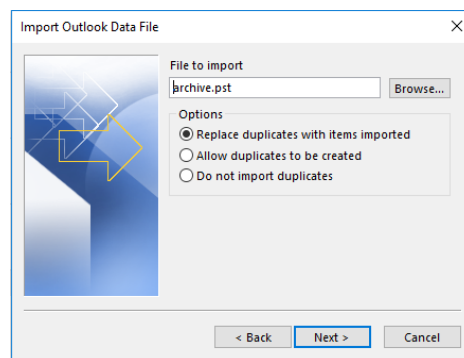 Import Outlook Data File
File to import
archive.pst
Browse...
Options
Replace duplicates with items imported
Allow duplicates to be created
Do not import duplicates
< Back Next > Cancel